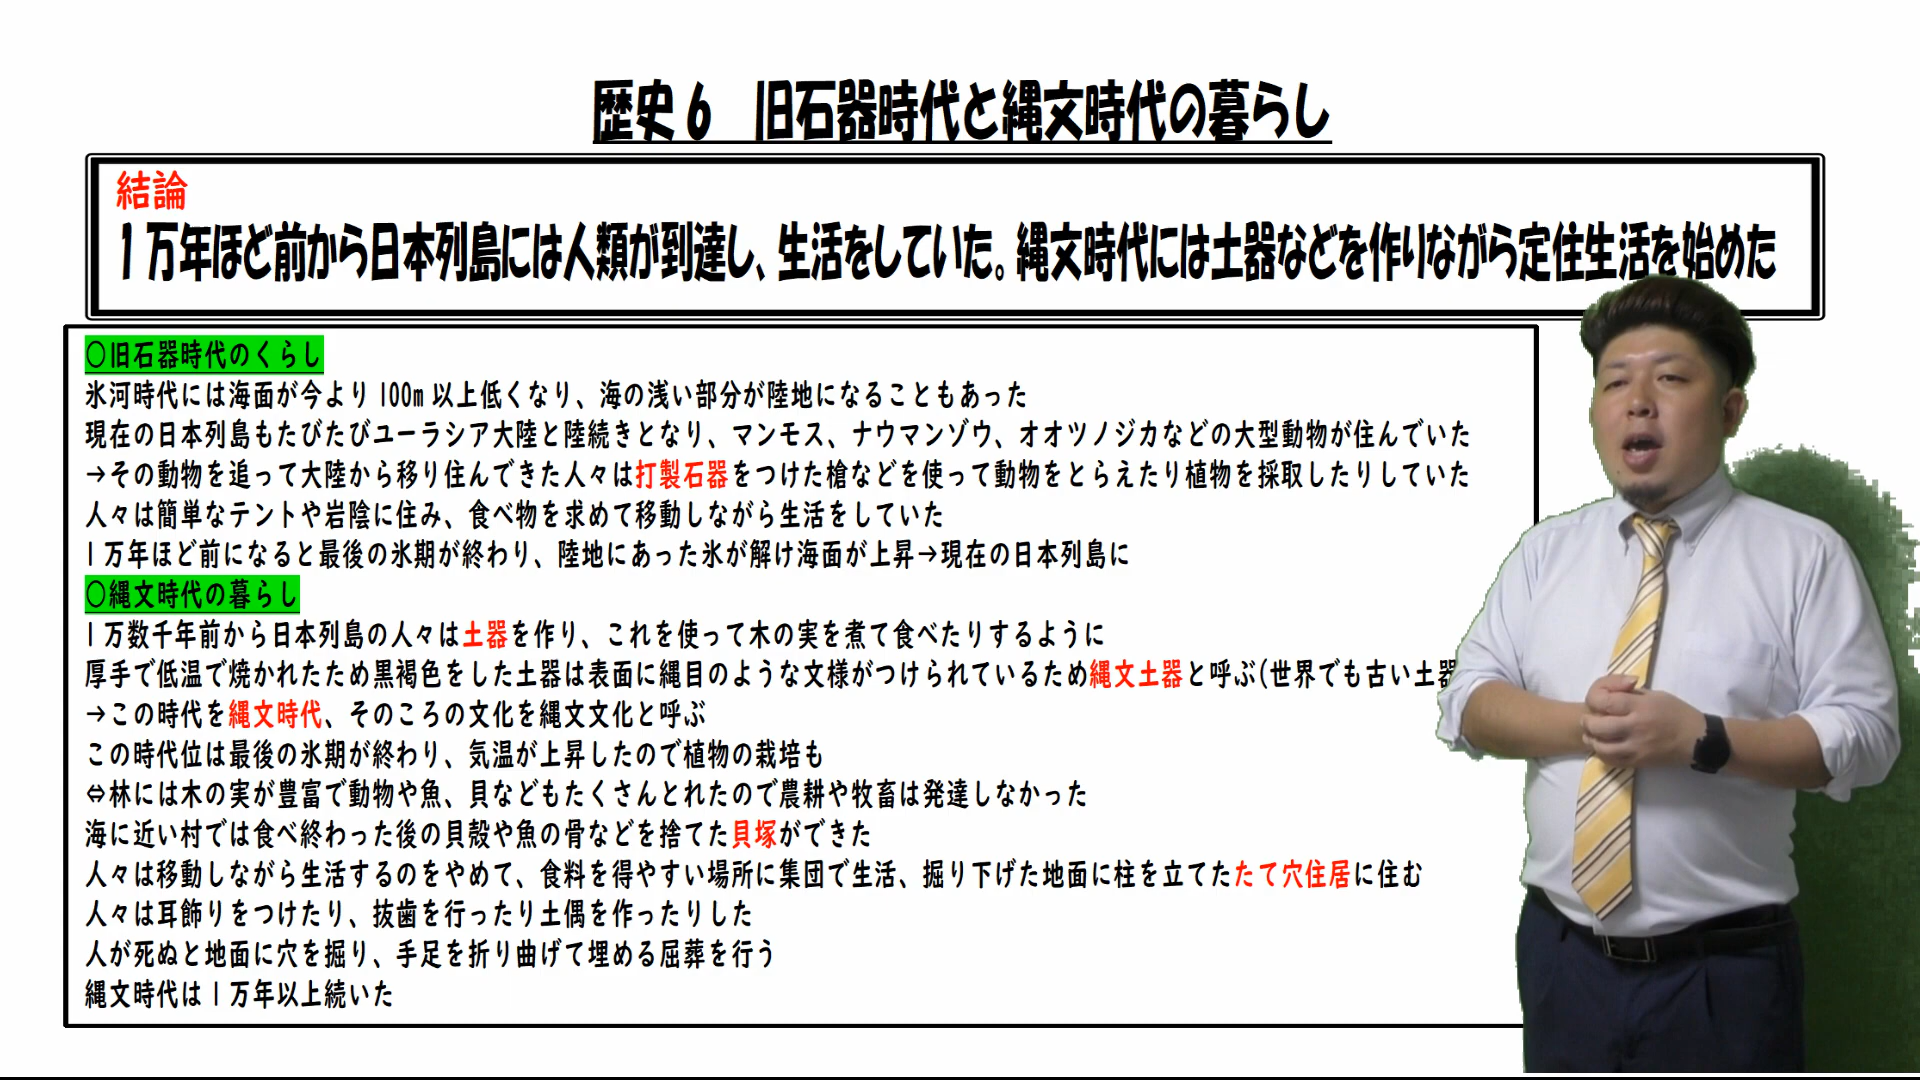 歴史６　旧石器時代と縄文時代の暮らし
結論
１万年ほど前から日本列島には人類が到達し、生活をしていた。縄文時代には土器などを作りながら定住生活を始めた
○旧石器時代のくらし
氷河時代には海面が今より100m以上低くなり、海の浅い部分が陸地になることもあった
現在の日本列島もたびたびユーラシア大陸と陸続きとなり、マンモス、ナウマンゾウ、オオツノジカなどの大型動物が住んでいた
→その動物を追って大陸から移り住んできた人々は打製石器をつけた槍などを使って動物をとらえたり植物を採取したりしていた
人々は簡単なテントや岩陰に住み、食べ物を求めて移動しながら生活をしていた
1万年ほど前になると最後の氷期が終わり、陸地にあった氷が解け海面が上昇→現在の日本列島に
○縄文時代の暮らし
1万数千年前から日本列島の人々は土器を作り、これを使って木の実を煮て食べたりするように
厚手で低温で焼かれたため黒褐色をした土器は表面に縄目のような文様がつけられているため縄文土器と呼ぶ(世界でも古い土器
→この時代を縄文時代、そのころの文化を縄文文化と呼ぶ
この時代位は最後の氷期が終わり、気温が上昇したので植物の栽培も
⇔林には木の実が豊富で動物や魚、貝などもたくさんとれたので農耕や牧畜は発達しなかった
海に近い村では食べ終わった後の貝殻や魚の骨などを捨てた貝塚ができた
人々は移動しながら生活するのをやめて、食料を得やすい場所に集団で生活、掘り下げた地面に柱を立てたたて穴住居に住む
人々は耳飾りをつけたり、抜歯を行ったり土偶を作ったりした
人が死ぬと地面に穴を掘り、手足を折り曲げて埋める屈葬を行う
縄文時代は1万年以上続いた